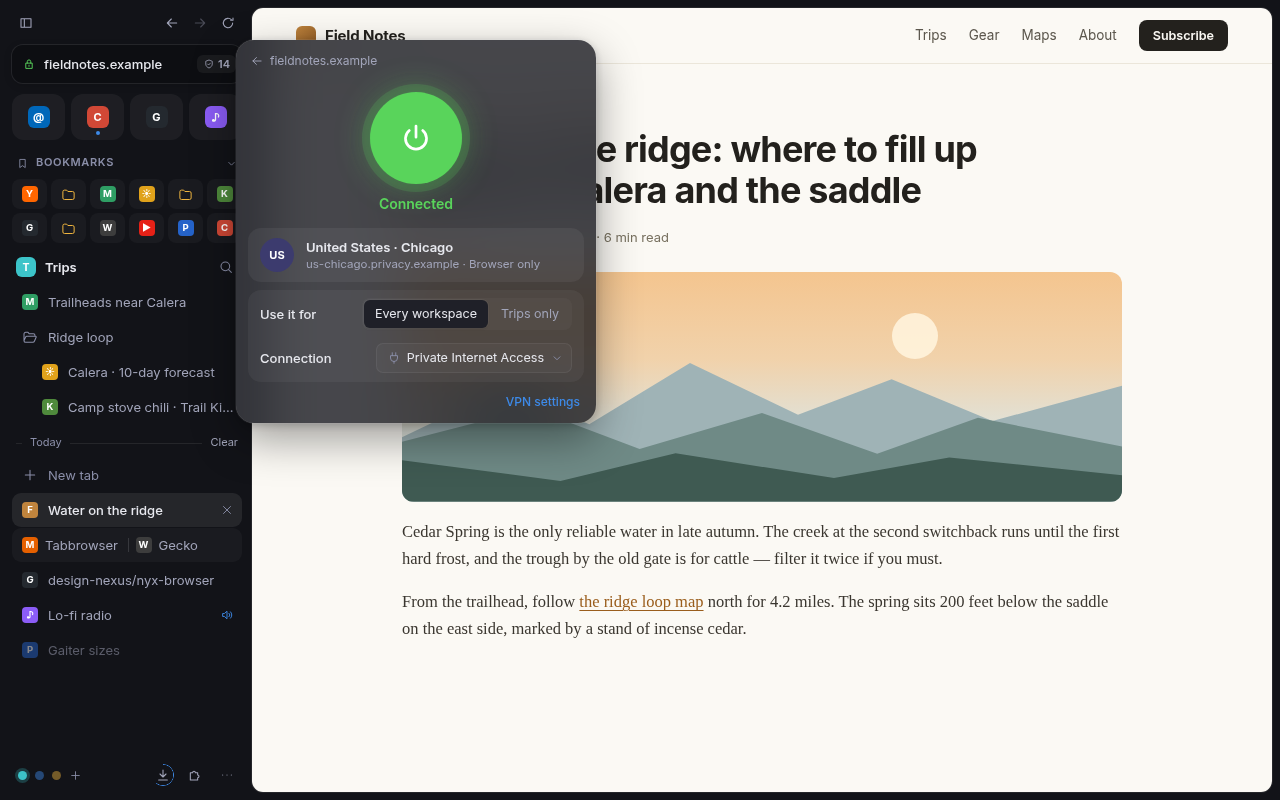 fieldnotes.example
14
@
C
G
BOOKMARKS
Y
M
K
G
W
P
C
T
Trips
M
Trailheads near Calera
Ridge loop
Calera · 10-day forecast
K
Camp stove chili · Trail Ki...
Today
Clear
New tab
F
Water on the ridge
M
Tabbrowser
W
Gecko
G
design-nexus/nyx-browser
Lo-fi radio
P
Gaiter sizes
fieldnotes.example
Connected
US
United States · Chicago
us-chicago.privacy.example · Browser only
Use it for
Every workspace
Trips only
Connection
Private Internet Access
VPN settings
Field Notes
Trips
Gear
Maps
About
Subscribe
ridge: where to fill up
and the saddle
· 6 min read
Cedar Spring is the only reliable water in late autumn. The creek at the second switchback runs until the first
hard frost, and the trough by the old gate is for cattle — filter it twice if you must.
From the trailhead, follow the ridge loop map north for 4.2 miles. The spring sits 200 feet below the saddle
on the east side, marked by a stand of incense cedar.